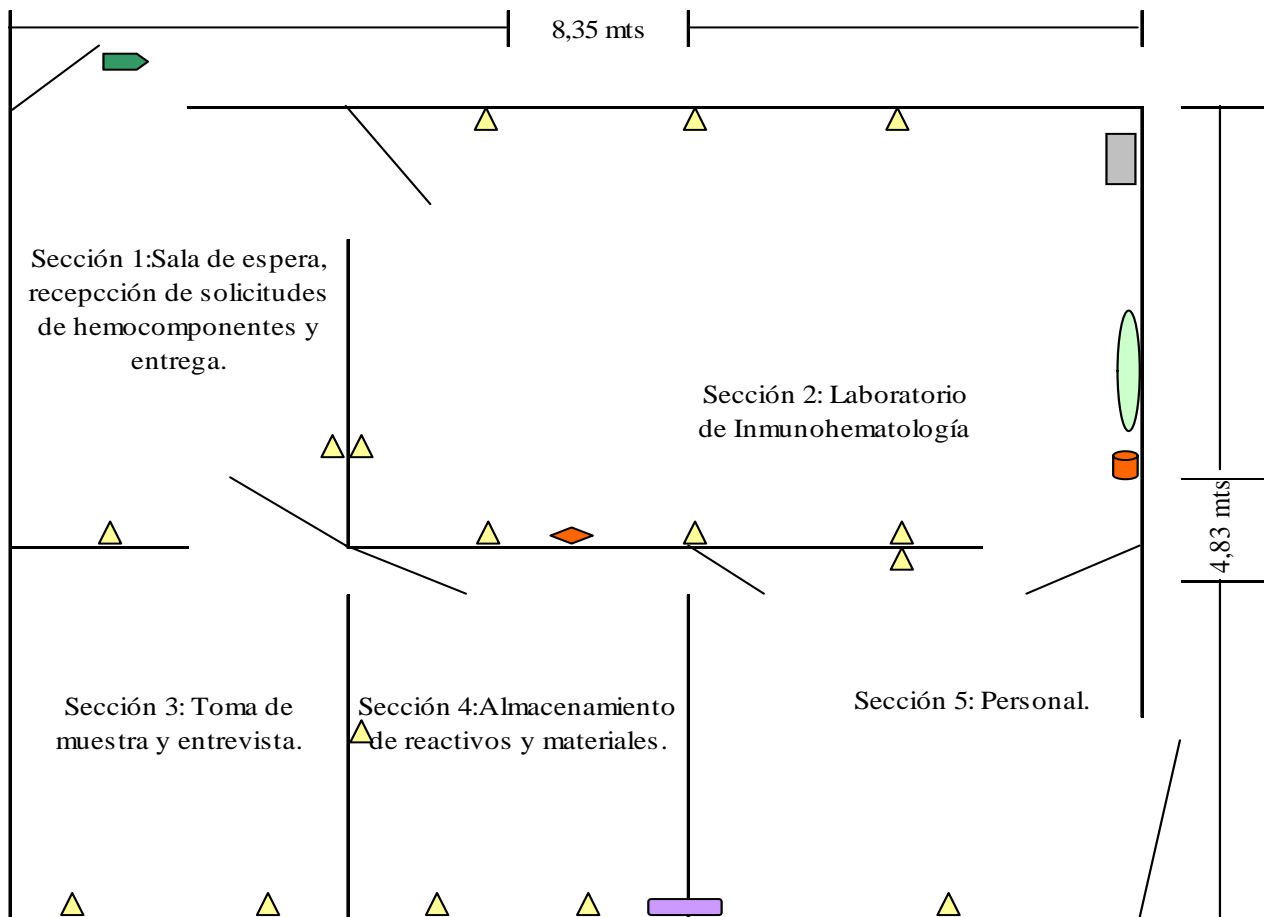 8,35 mts
Sección 1:Sala de espera,
recepcción de solicitudes
de hemocomponentes y
entrega.
Sección 2: Laboratorio
de Inmunohematología
4,83 mts
Sección 3: Toma de
muestra y entrevista.
Sección 4:Almacenamiento
de reactivos y materiales.
Sección 5: Personal.